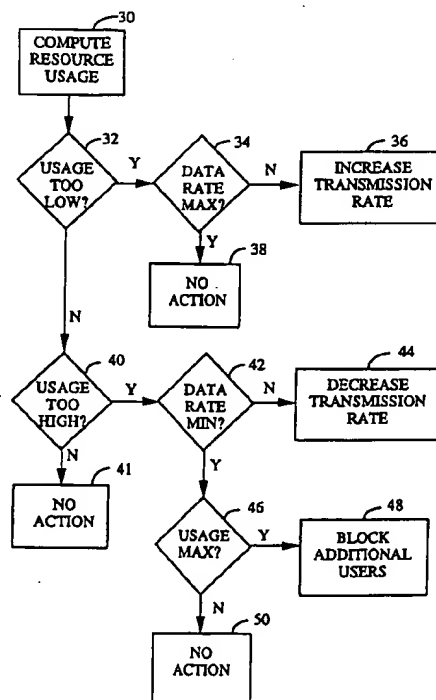 30
COMPUTE
RESOURCE
USAGE
32
USAGE
TOO
LOW?
Y
34
DATA
RATE
MAX?
N
36
INCREASE
TRANSMISSION
RATE
Y
38
NO
ACTION
N
40
USAGE
TOO
HIGH?
Y
42
DATA
RATE
MIN?
N
44
DECREASE
TRANSMISSION
RATE
N
41
NO
ACTION
Y
46
USAGE
MAX?
Y
48
BLOCK
ADDITIONAL
USERS
N
50
NO
ACTION